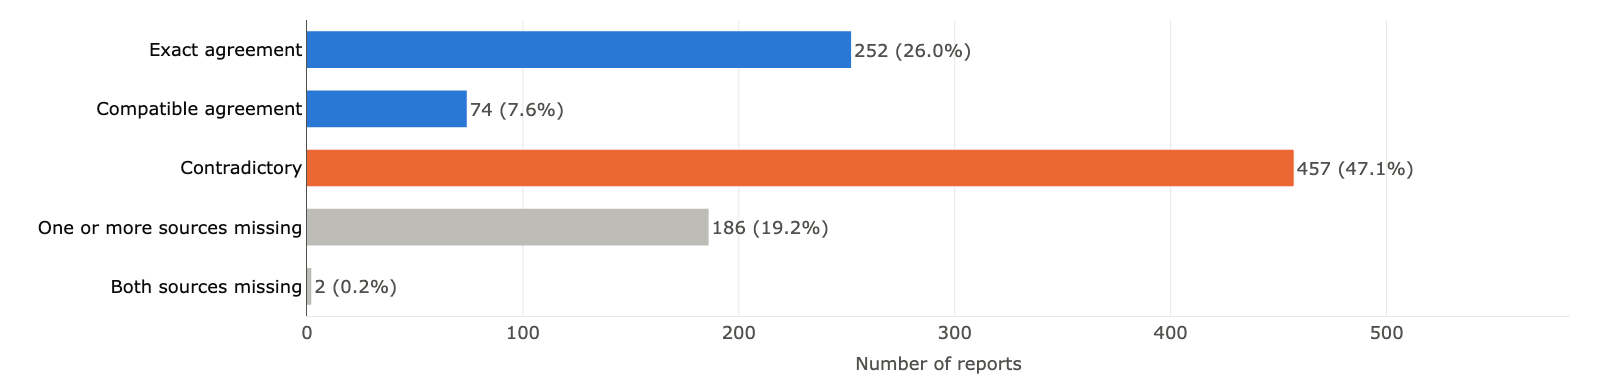 Exact agreement 252 (26.0%)
Compatible agreement 74 (7.6%)
Contradictory 457 (47.1%)
One or more sources missing 186 (19.2%)
Both sources missing 2 (0.2%)
0 100 200 300 400 500
Number of reports